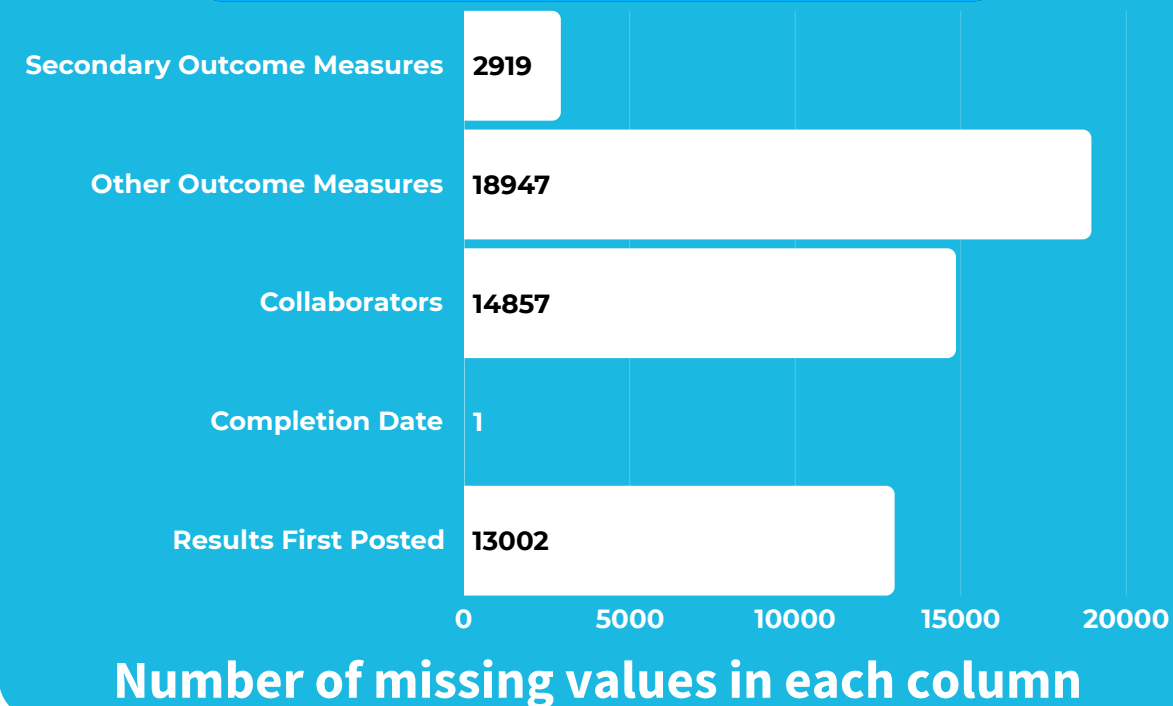 Secondary Outcome Measures 2919
Other Outcome Measures 18947
Collaborators 14857
Completion Date 1
Results First Posted 13002
0 5000 10000 15000 20000
Number of missing values in each column